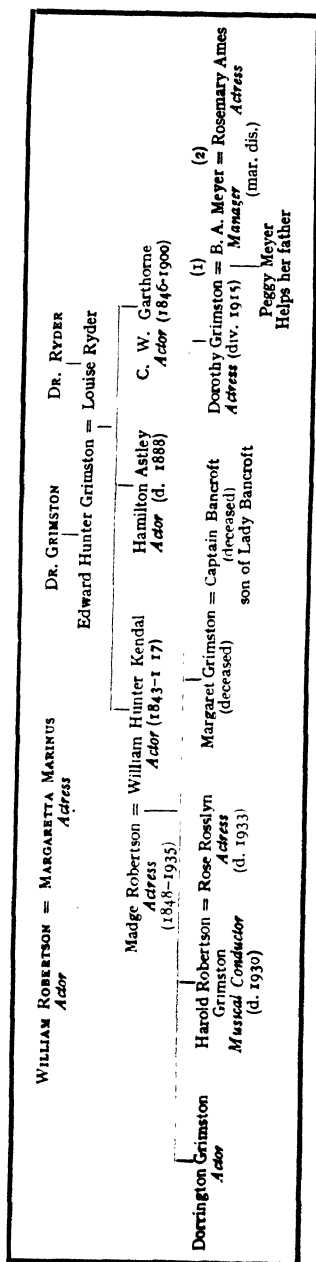 WILLIAM ROBERTSON = MARGARETTA MARINUS
Actor
Actress
DR. GRIMSTON
DR. RYDER
Edward Hunter Grimston = Louise Ryder
Madge Robertson = William Hunter Kendal
Actress
Actor (1843-1 17)
(1848-1935)
Hamilton Astley
Actor (d. 1888)
C. W. Garthorne
Actor (1846-1900)
Dorrington Grimston
Actor
Harold Robertson = Rose Rosslyn
Grimston
Actress
Musical Conductor
(d. 1933)
(d. 1930)
Margaret Grimston = Captain Bancroft
(deceased)
(deceased)
son of Lady Bancroft
(1)
(2)
Dorothy Grimston = B. A. Meyer = Rosemary Ames
Actress (div. 1915)
Manager
Actress
(mar. dis.)
Peggy Meyer
Helps her father